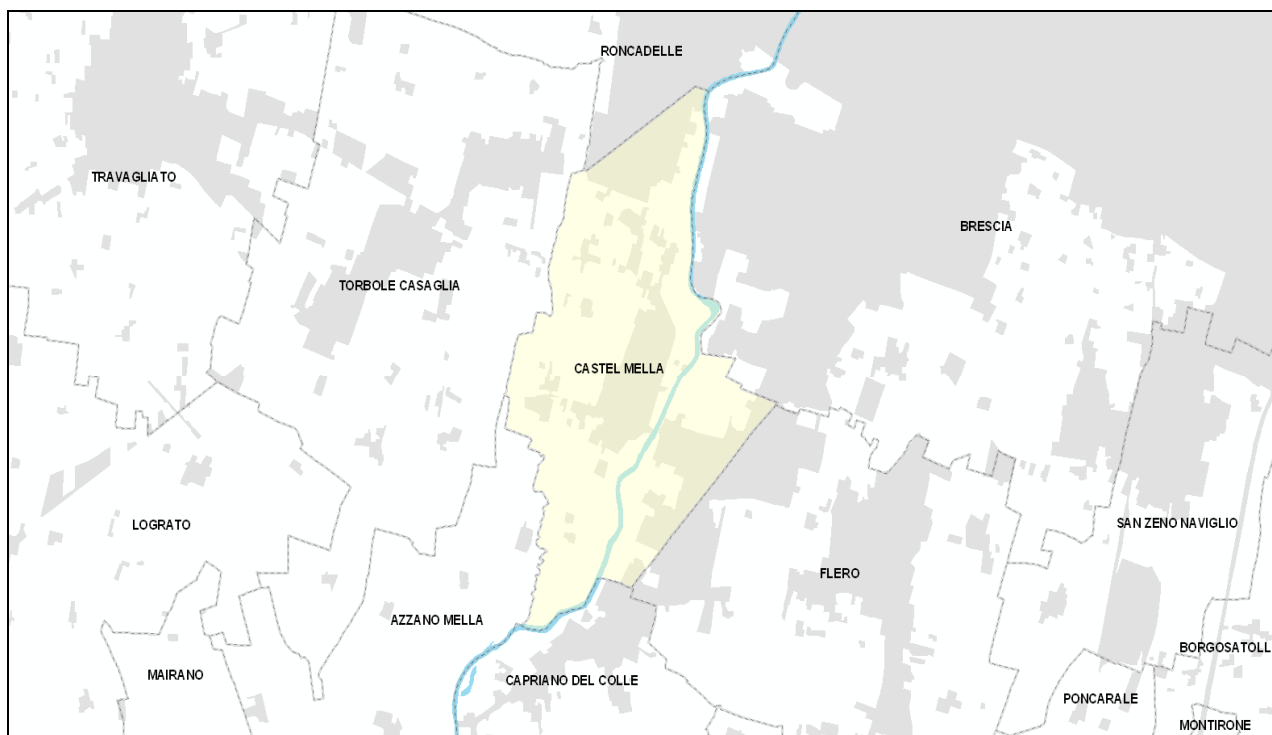 RONCADELLE
TRAVAGLIATO
BRESCIA
TORBOLE CASAGLIA
CASTEL MELLA
LOGRATO
SAN ZENO NAVIGLIO
FLERO
AZZANO MELLA
BORGOSATOLL
MAIRANO
CAPRIANO DEL COLLE
PONCARALE
MONTIRONE